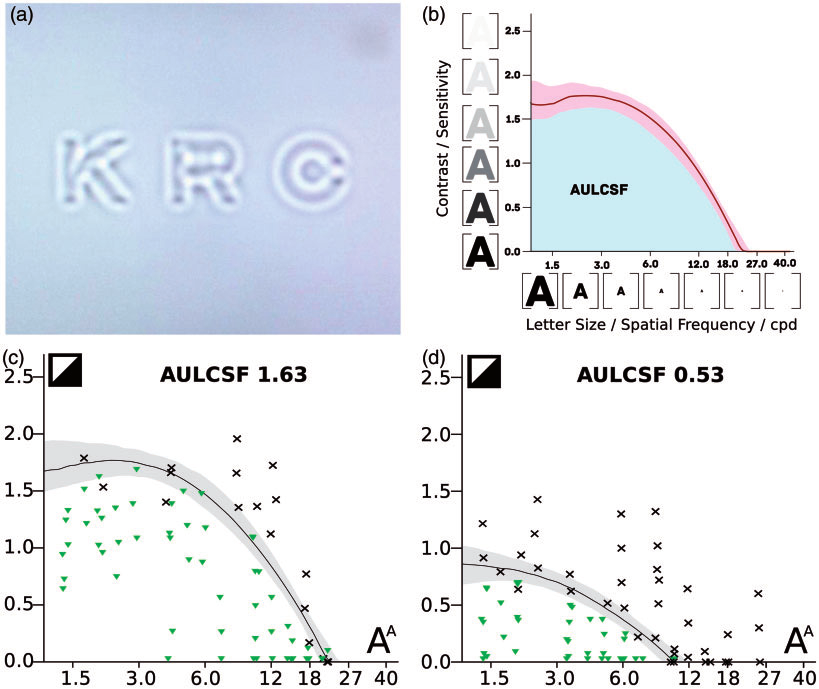 (a)
K R C
(b)
Contrast / Sensitivity
A
A
A
A
A
A
2.5
2.0
1.5
1.0
0.5
0.0
AULCSF
1.5 3.0 6.0 12.0 18.0 27.0 40.0
A A A A A
Letter Size / Spatial Frequency / cpd
(c)
AULCSF 1.63
2.5
2.0
1.5
1.0
0.5
0.0
A A
1.5 3.0 6.0 12 18 27 40
(d)
AULCSF 0.53
2.5
2.0
1.5
1.0
0.5
0.0
A A
1.5 3.0 6.0 12 18 27 40